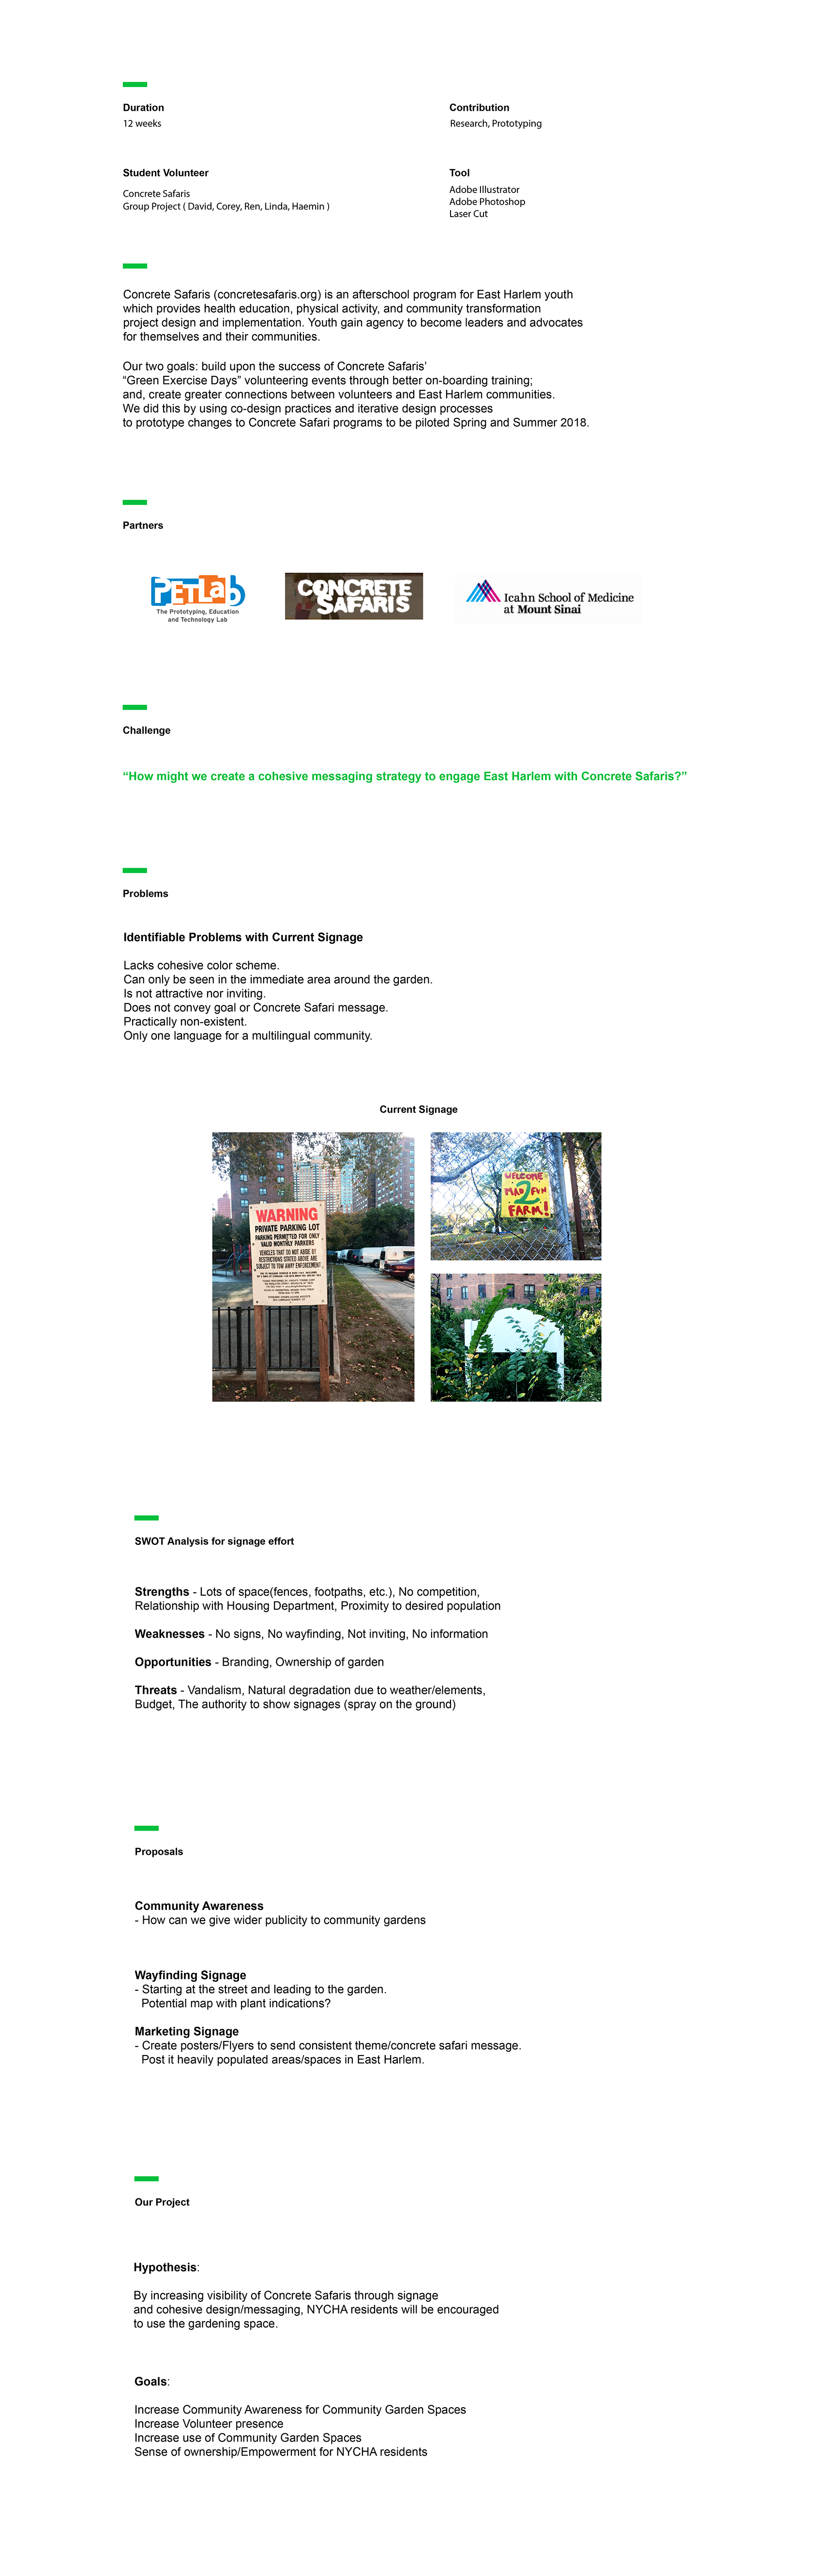 Duration
12 weeks
Contribution
Research, Prototyping
Student Volunteer
Concrete Safaris
Group Project ( David, Corey, Ren, Linda, Haemin )
Tool
Adobe Illustrator
Adobe Photoshop
Laser Cut
Concrete Safaris (concretesafaris.org) is an afterschool program for East Harlem youth
which provides health education, physical activity, and community transformation
project design and implementation. Youth gain agency to become leaders and advocates
for themselves and their communities.
Our two goals: build upon the success of Concrete Safaris’
“Green Exercise Days” volunteering events through better on-boarding training;
and, create greater connections between volunteers and East Harlem communities.
We did this by using co-design practices and iterative design processes
to prototype changes to Concrete Safari programs to be piloted Spring and Summer 2018.
Partners
PETLab
The Prototyping, Education
and Technology Lab
CONCRETE
SAFARIS
Icahn School of Medicine
at Mount Sinai
Challenge
“How might we create a cohesive messaging strategy to engage East Harlem with Concrete Safaris?”
Problems
Identifiable Problems with Current Signage
Lacks cohesive color scheme.
Can only be seen in the immediate area around the garden.
Is not attractive nor inviting.
Does not convey goal or Concrete Safari message.
Practically non-existent.
Only one language for a multilingual community.
Current Signage
WARNING
PRIVATE PARKING LOT
PARKING PERMITTED FOR ONLY
VALID MONTHLY PARKERS
VEHICLES THAT DO NOT ABIDE BY
RESTRICTIONS STATED ABOVE ARE
SUBJECT TO TOW AWAY ENFORCEMENT
WELCOME
2
FARM!
SWOT Analysis for signage effort
Strengths - Lots of space(fences, footpaths, etc.), No competition,
Relationship with Housing Department, Proximity to desired population
Weaknesses - No signs, No wayfinding, Not inviting, No information
Opportunities - Branding, Ownership of garden
Threats - Vandalism, Natural degradation due to weather/elements,
Budget, The authority to show signages (spray on the ground)
Proposals
Community Awareness
- How can we give wider publicity to community gardens
Wayfinding Signage
- Starting at the street and leading to the garden.
Potential map with plant indications?
Marketing Signage
- Create posters/Flyers to send consistent theme/concrete safari message.
Post it heavily populated areas/spaces in East Harlem.
Our Project
Hypothesis:
By increasing visibility of Concrete Safaris through signage
and cohesive design/messaging, NYCHA residents will be encouraged
to use the gardening space.
Goals:
Increase Community Awareness for Community Garden Spaces
Increase Volunteer presence
Increase use of Community Garden Spaces
Sense of ownership/Empowerment for NYCHA residents